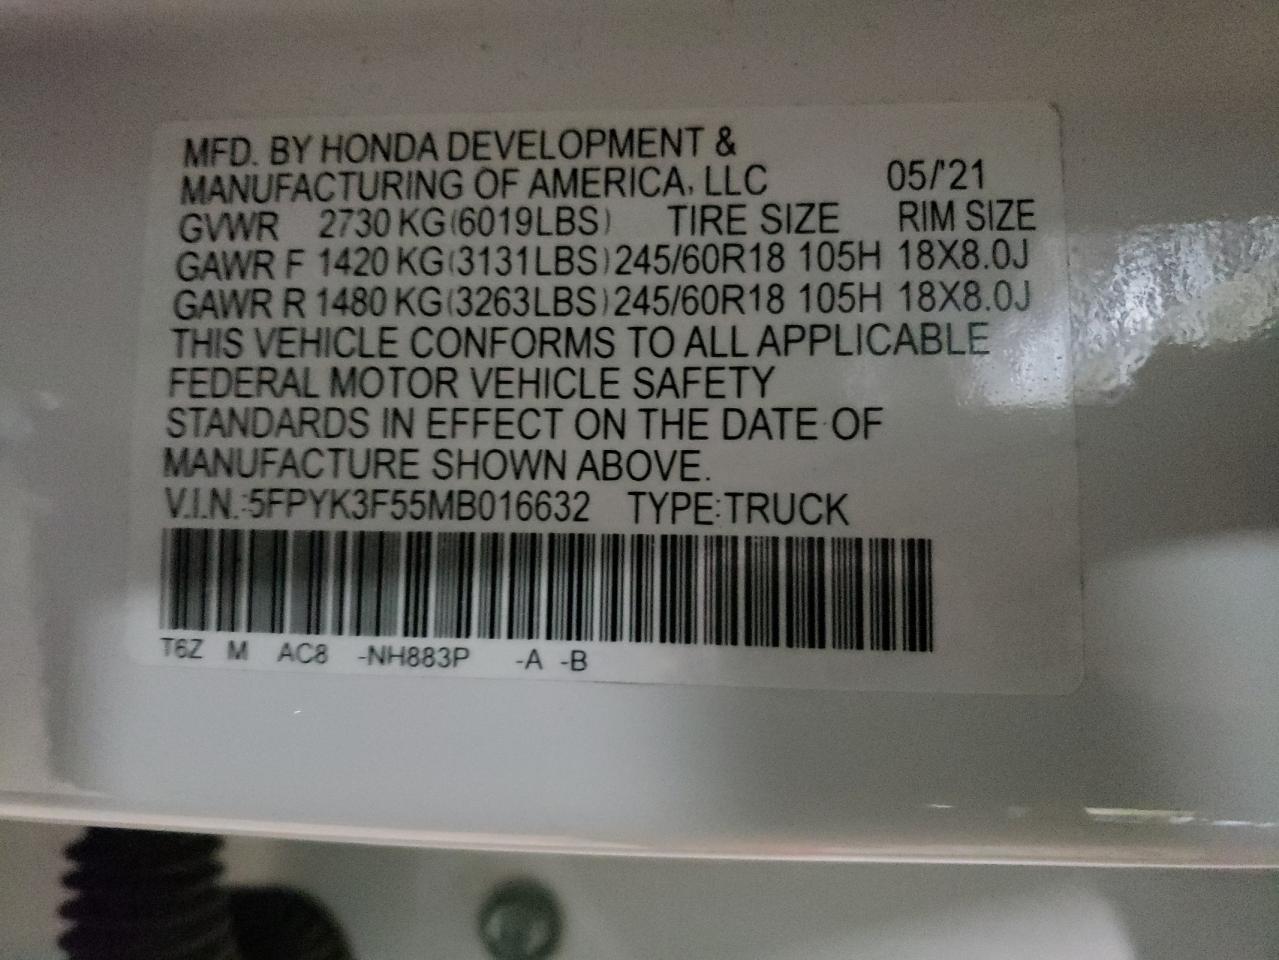 MFD. BY HONDA DEVELOPMENT &
MANUFACTURING OF AMERICA, LLC 05/'21
GVWR 2730 KG(6019LBS) TIRE SIZE RIM SIZE
GAWR F 1420 KG(3131LBS)245/60R18 105H 18X8.0J
GAWR R 1480 KG(3263LBS)245/60R18 105H 18X8.0J
THIS VEHICLE CONFORMS TO ALL APPLICABLE
FEDERAL MOTOR VEHICLE SAFETY
STANDARDS IN EFFECT ON THE DATE OF
MANUFACTURE SHOWN ABOVE.
V.I.N.:5FPYK3F55MB016632 TYPE:TRUCK
T6Z M AC8 -NH883P -A -B